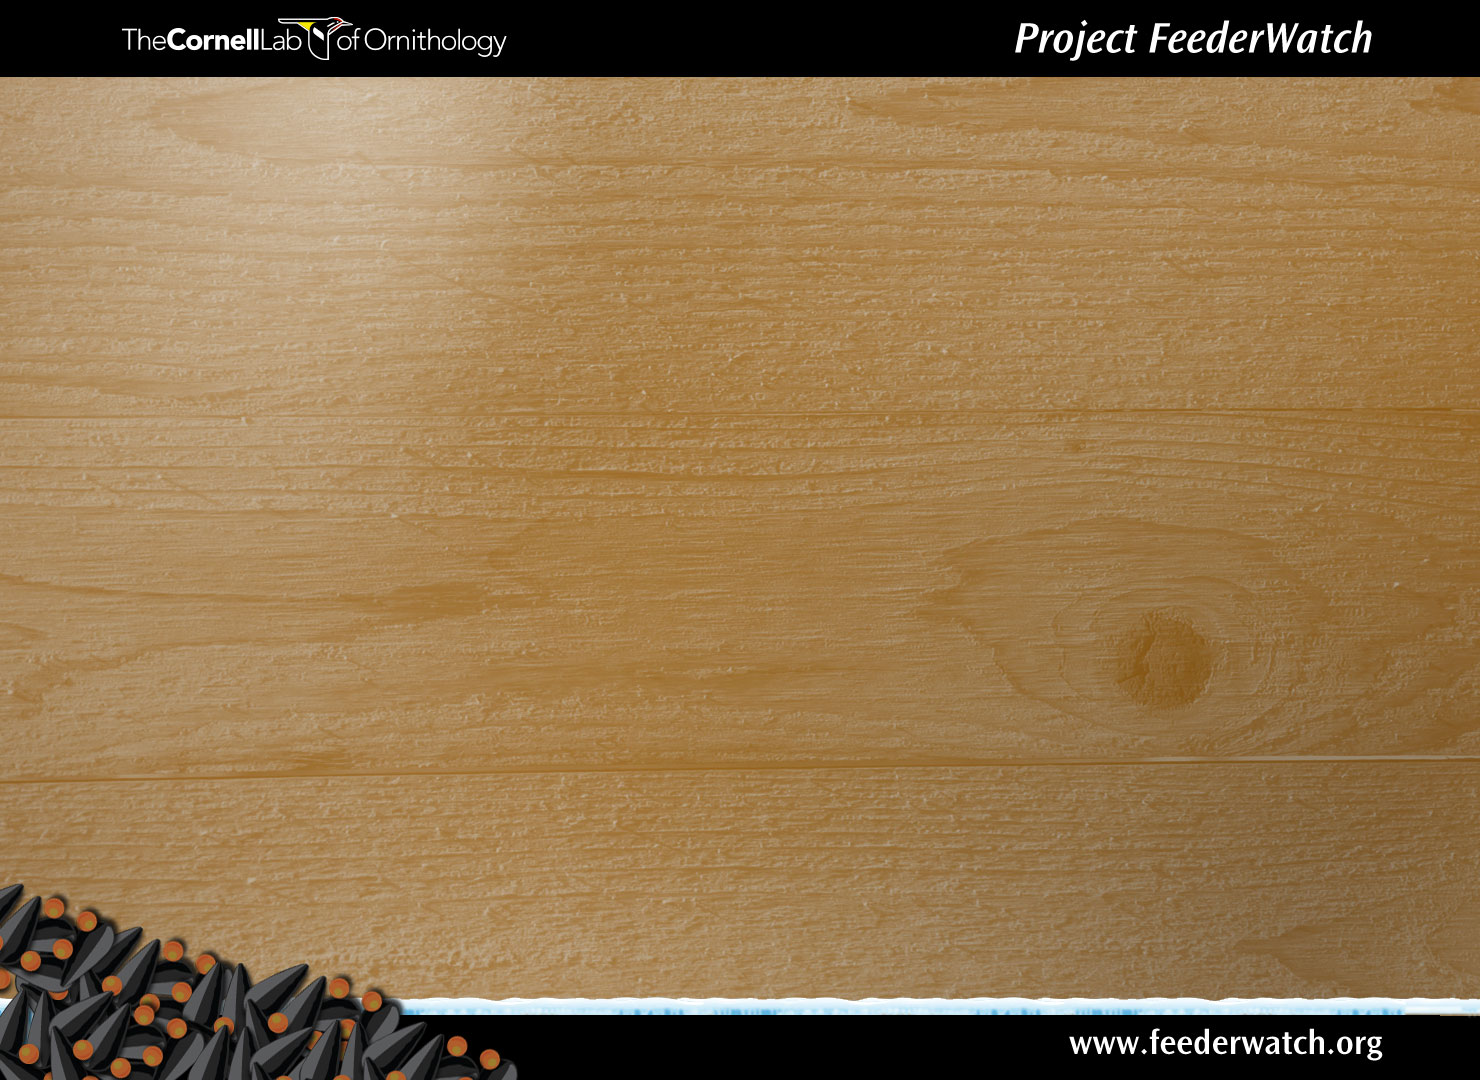 TheCornellLab of Ornithology
Project FeederWatch
www.feederwatch.org